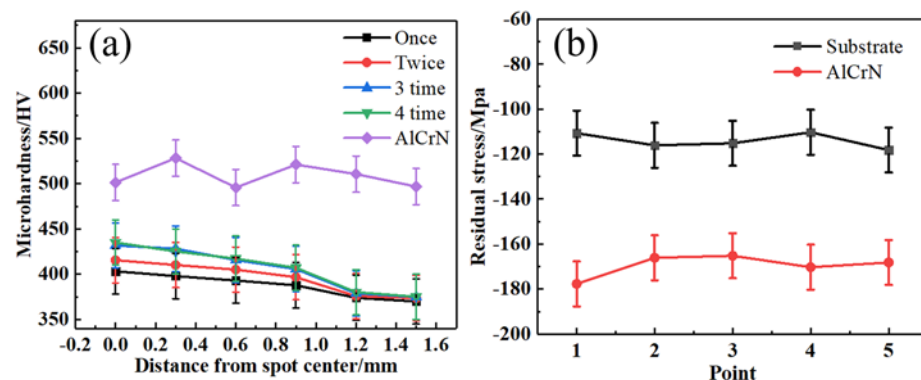 (a)
Once
Twice
3 time
4 time
AlCrN
Microhardness/HV
650
600
550
500
450
400
350
-0.2 0.0 0.2 0.4 0.6 0.8 1.0 1.2 1.4 1.6
Distance from spot center/mm
(b)
Substrate
AlCrN
Residual stress/Mpa
-60
-80
-100
-120
-140
-160
-180
-200
1 2 3 4 5
Point